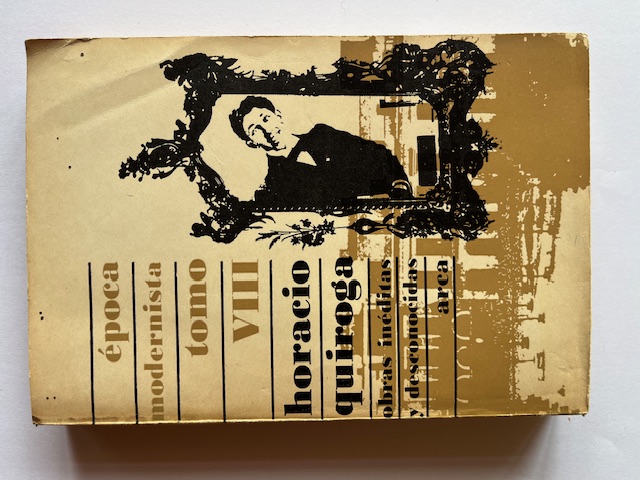 época
modernista
tomo
VIII
horacio
quiroga
obras inéditas
y desconocidas
arca